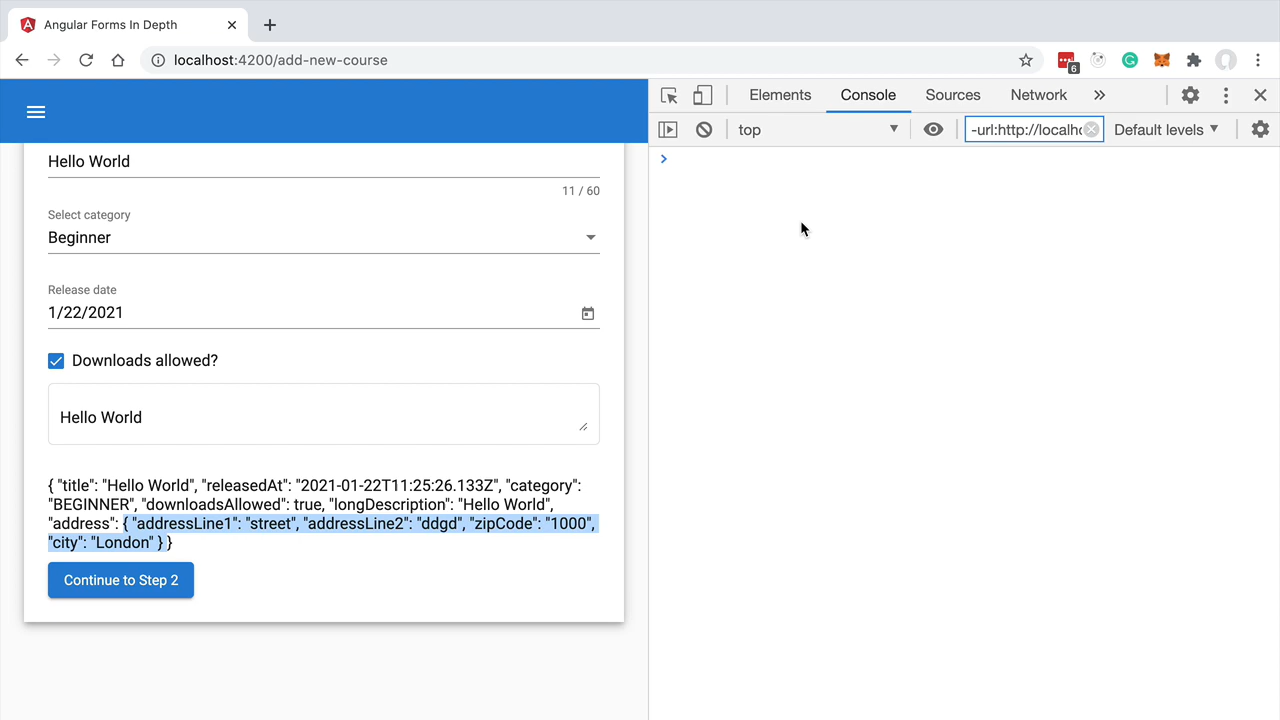 Angular Forms In Depth
localhost:4200/add-new-course
6
Elements Console Sources Network
top
-url:http://localh
Default levels
Hello World
11 / 60
Select category
Beginner
Release date
1/22/2021
Downloads allowed?
Hello World
{ "title": "Hello World", "releasedAt": "2021-01-22T11:25:26.133Z", "category":
"BEGINNER", "downloadsAllowed": true, "longDescription": "Hello World",
"address": { "addressLine1": "street", "addressLine2": "ddgd", "zipCode": "1000",
"city": "London" } }
Continue to Step 2